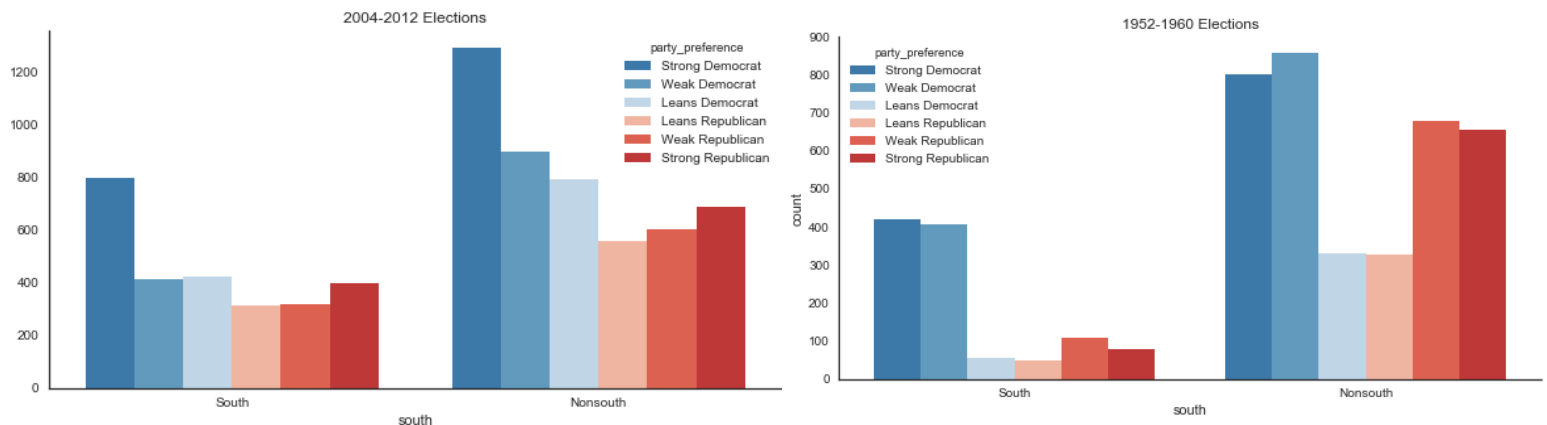 2004-2012 Elections
party_preference
Strong Democrat
Weak Democrat
Leans Democrat
Leans Republican
Weak Republican
Strong Republican
1200
1000
800
600
400
200
0
South
Nonsouth
south
1952-1960 Elections
party_preference
Strong Democrat
Weak Democrat
Leans Democrat
Leans Republican
Weak Republican
Strong Republican
900
800
700
600
500
400
300
200
100
0
count
South
Nonsouth
south